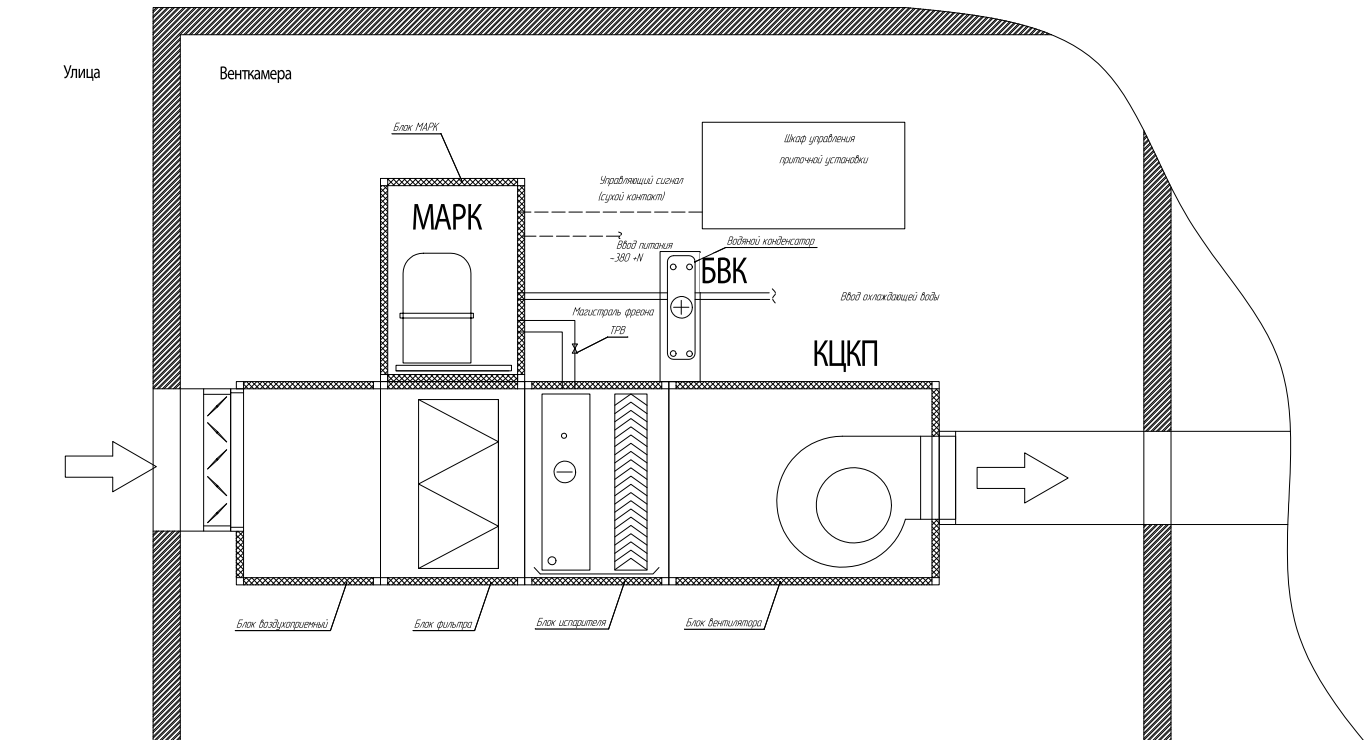 Улица
Венткамера
Блок МАРК
Шкаф управления
приточной установки
Управляющий сигнал
(сухой контакт)
МАРК
Ввод питания
~380 +N
Водяной конденсатор
БВК
Ввод охлаждающей воды
Магистраль фреона
ТРВ
КЦКП
Блок воздухоприемный
Блок фильтра
Блок испарителя
Блок вентилятора